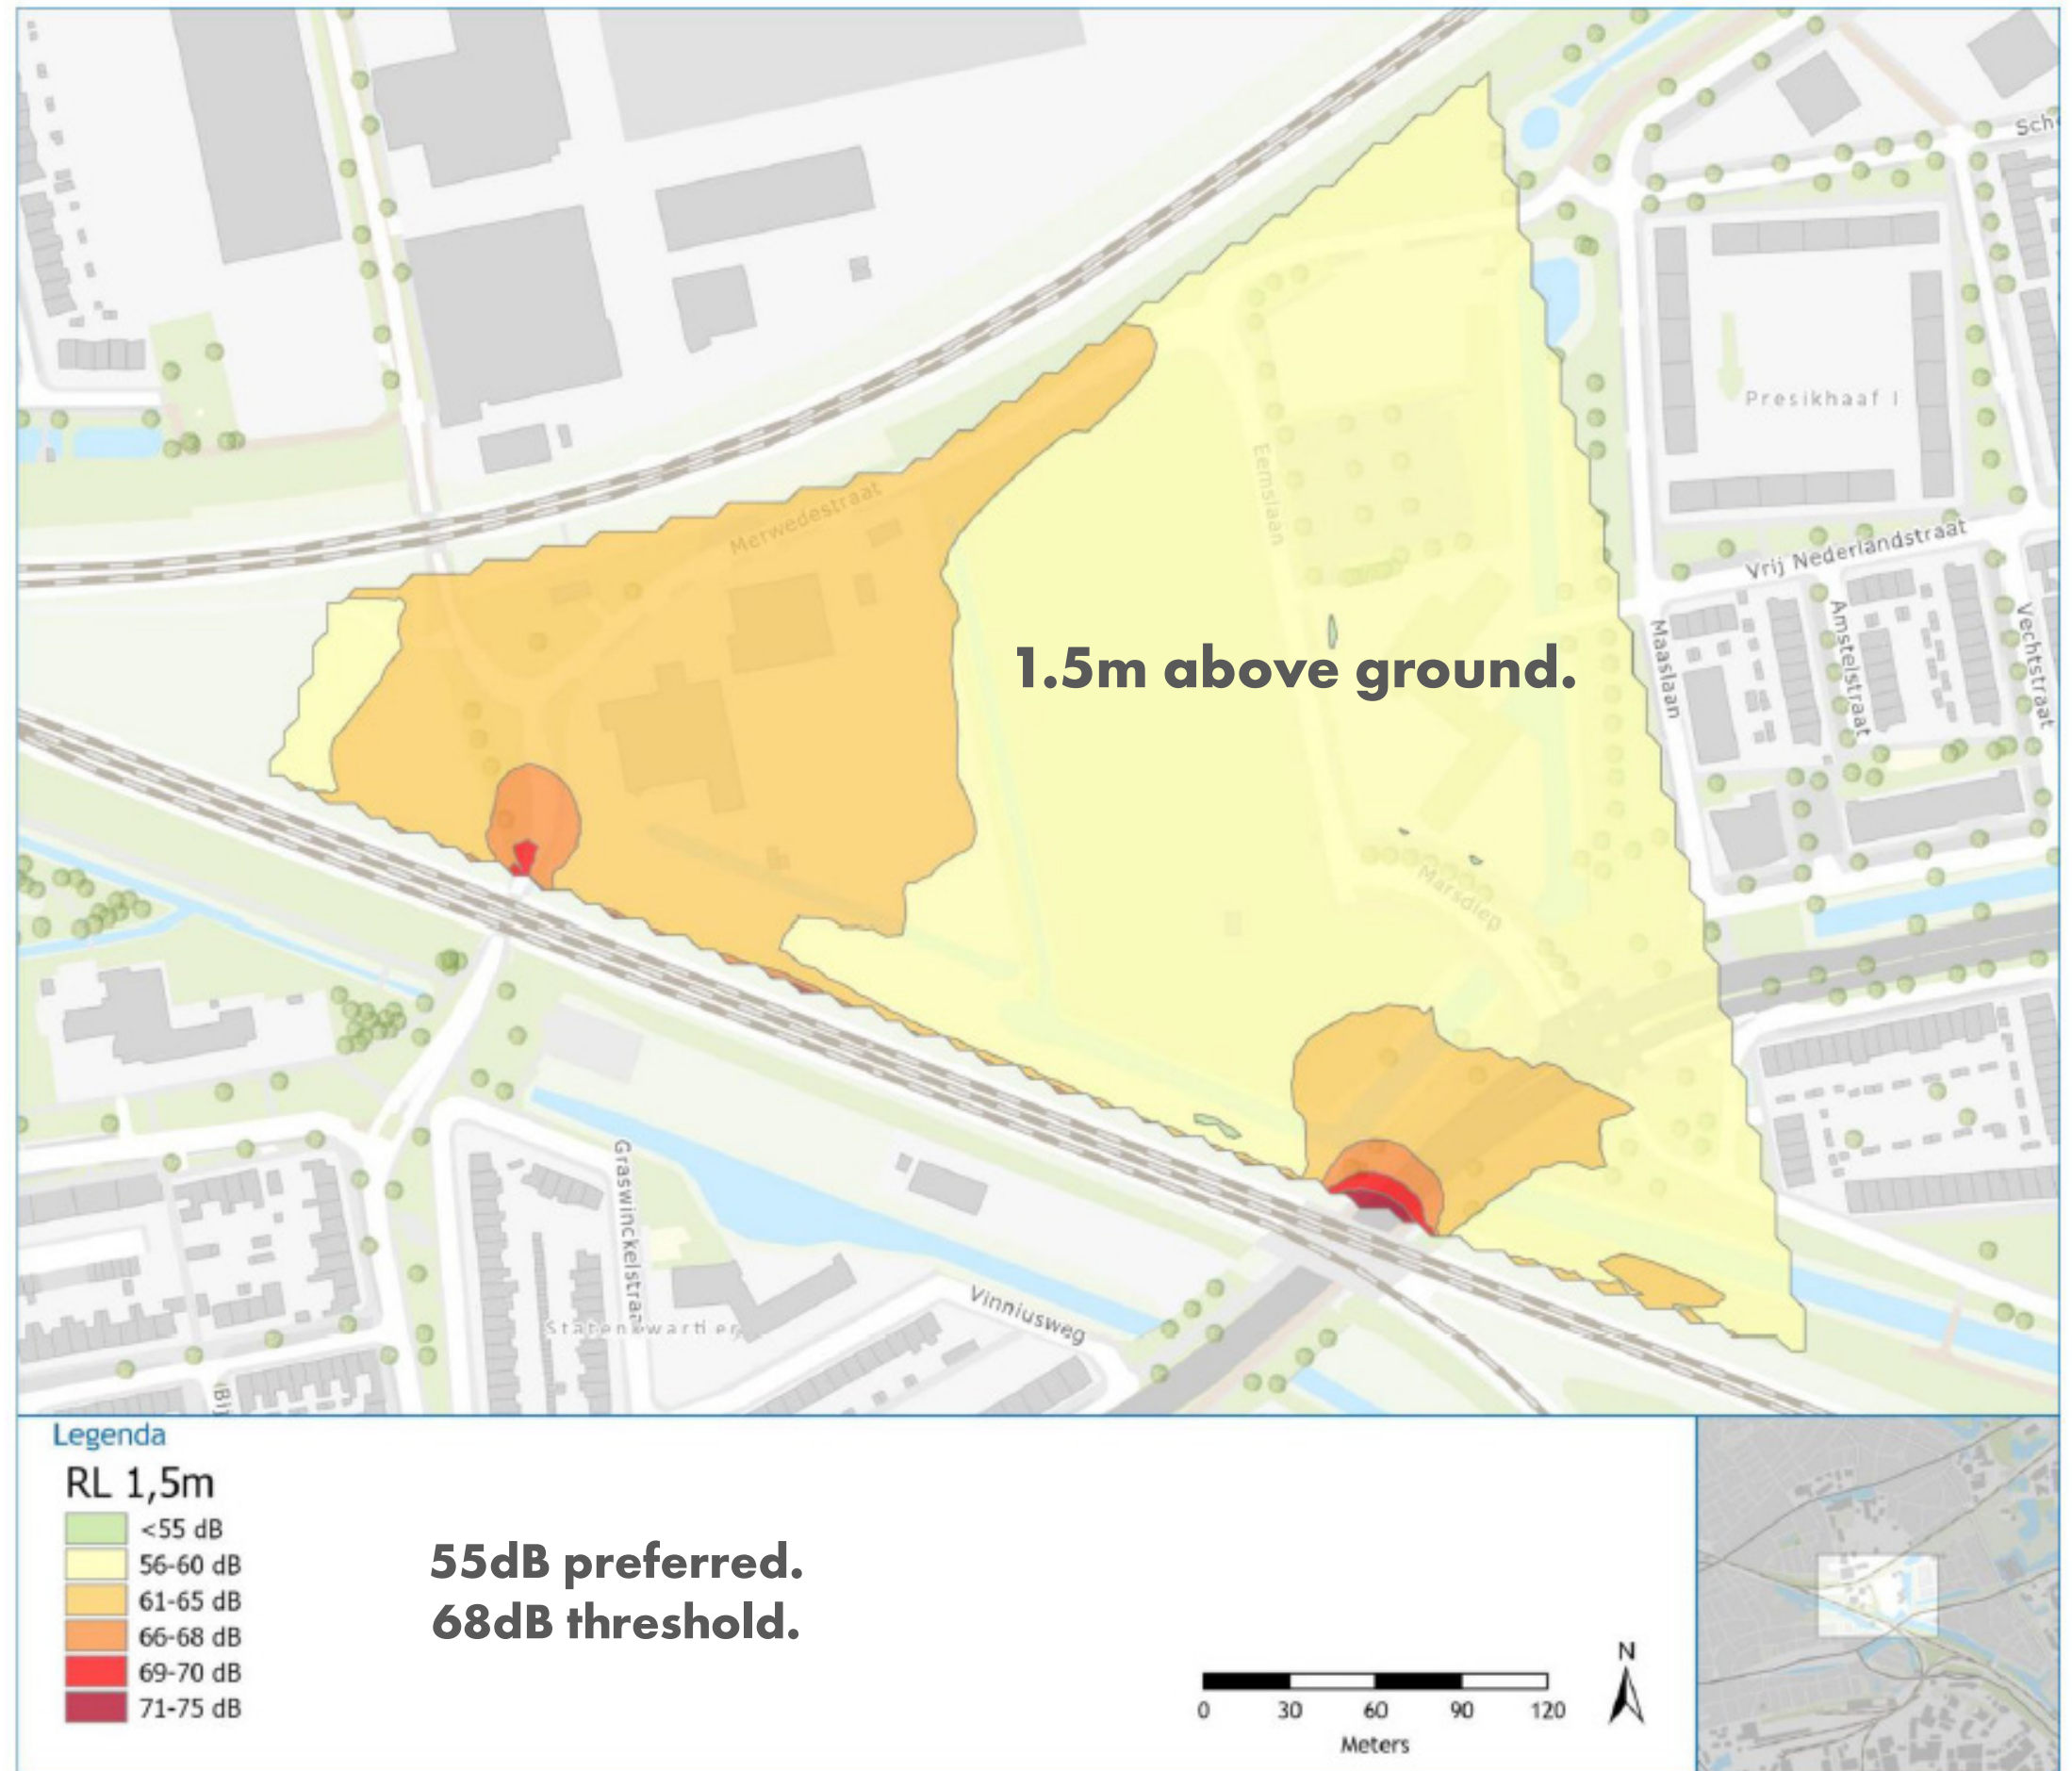 Sch
Presikhaaf I
Merwedestraat
Eemslaan
Vrij Nederlandstraat
Maaslaan
Amstelstraat
Vechtstraat
1.5m above ground.
Marsdiep
Graswinckelstraat
Statenkwartier
Vinniusweg
Bij
Legenda
RL 1,5m
<55 dB
56-60 dB
61-65 dB
66-68 dB
69-70 dB
71-75 dB
55dB preferred.
68dB threshold.
0 30 60 90 120
Meters
N